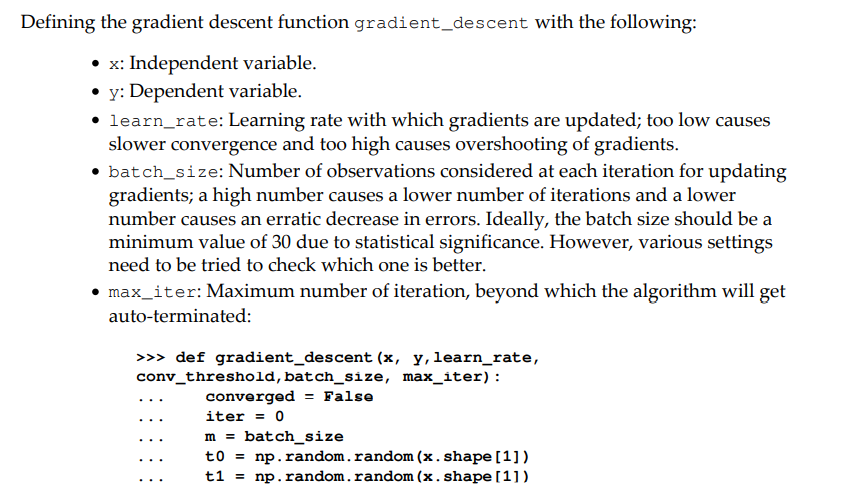 Defining the gradient descent function gradient_descent with the following:
• x: Independent variable.
• y: Dependent variable.
• learn_rate: Learning rate with which gradients are updated; too low causes
slower convergence and too high causes overshooting of gradients.
• batch_size: Number of observations considered at each iteration for updating
gradients; a high number causes a lower number of iterations and a lower
number causes an erratic decrease in errors. Ideally, the batch size should be a
minimum value of 30 due to statistical significance. However, various settings
need to be tried to check which one is better.
• max_iter: Maximum number of iteration, beyond which the algorithm will get
auto-terminated:
>>> def gradient_descent(x, y,learn_rate,
conv_threshold,batch_size, max_iter):
...    converged = False
...    iter = 0
...    m = batch_size
...    t0 = np.random.random(x.shape[1])
...    t1 = np.random.random(x.shape[1])